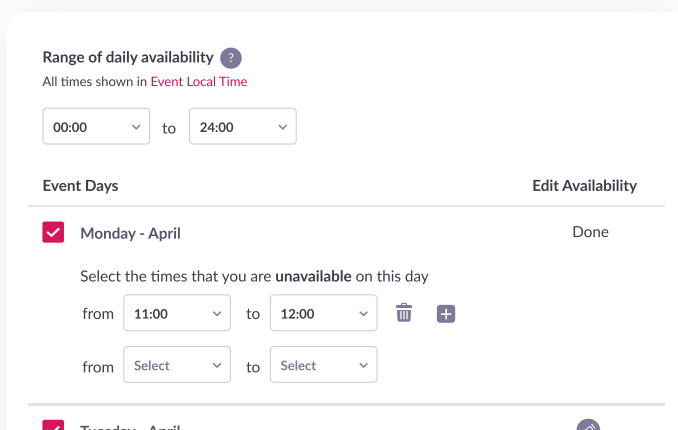 Range of daily availability ?
All times shown in Event Local Time
00:00 to 24:00
Event Days Edit Availability
Monday - April Done
Select the times that you are unavailable on this day
from 11:00 to 12:00
from Select to Select
Tuesday - April